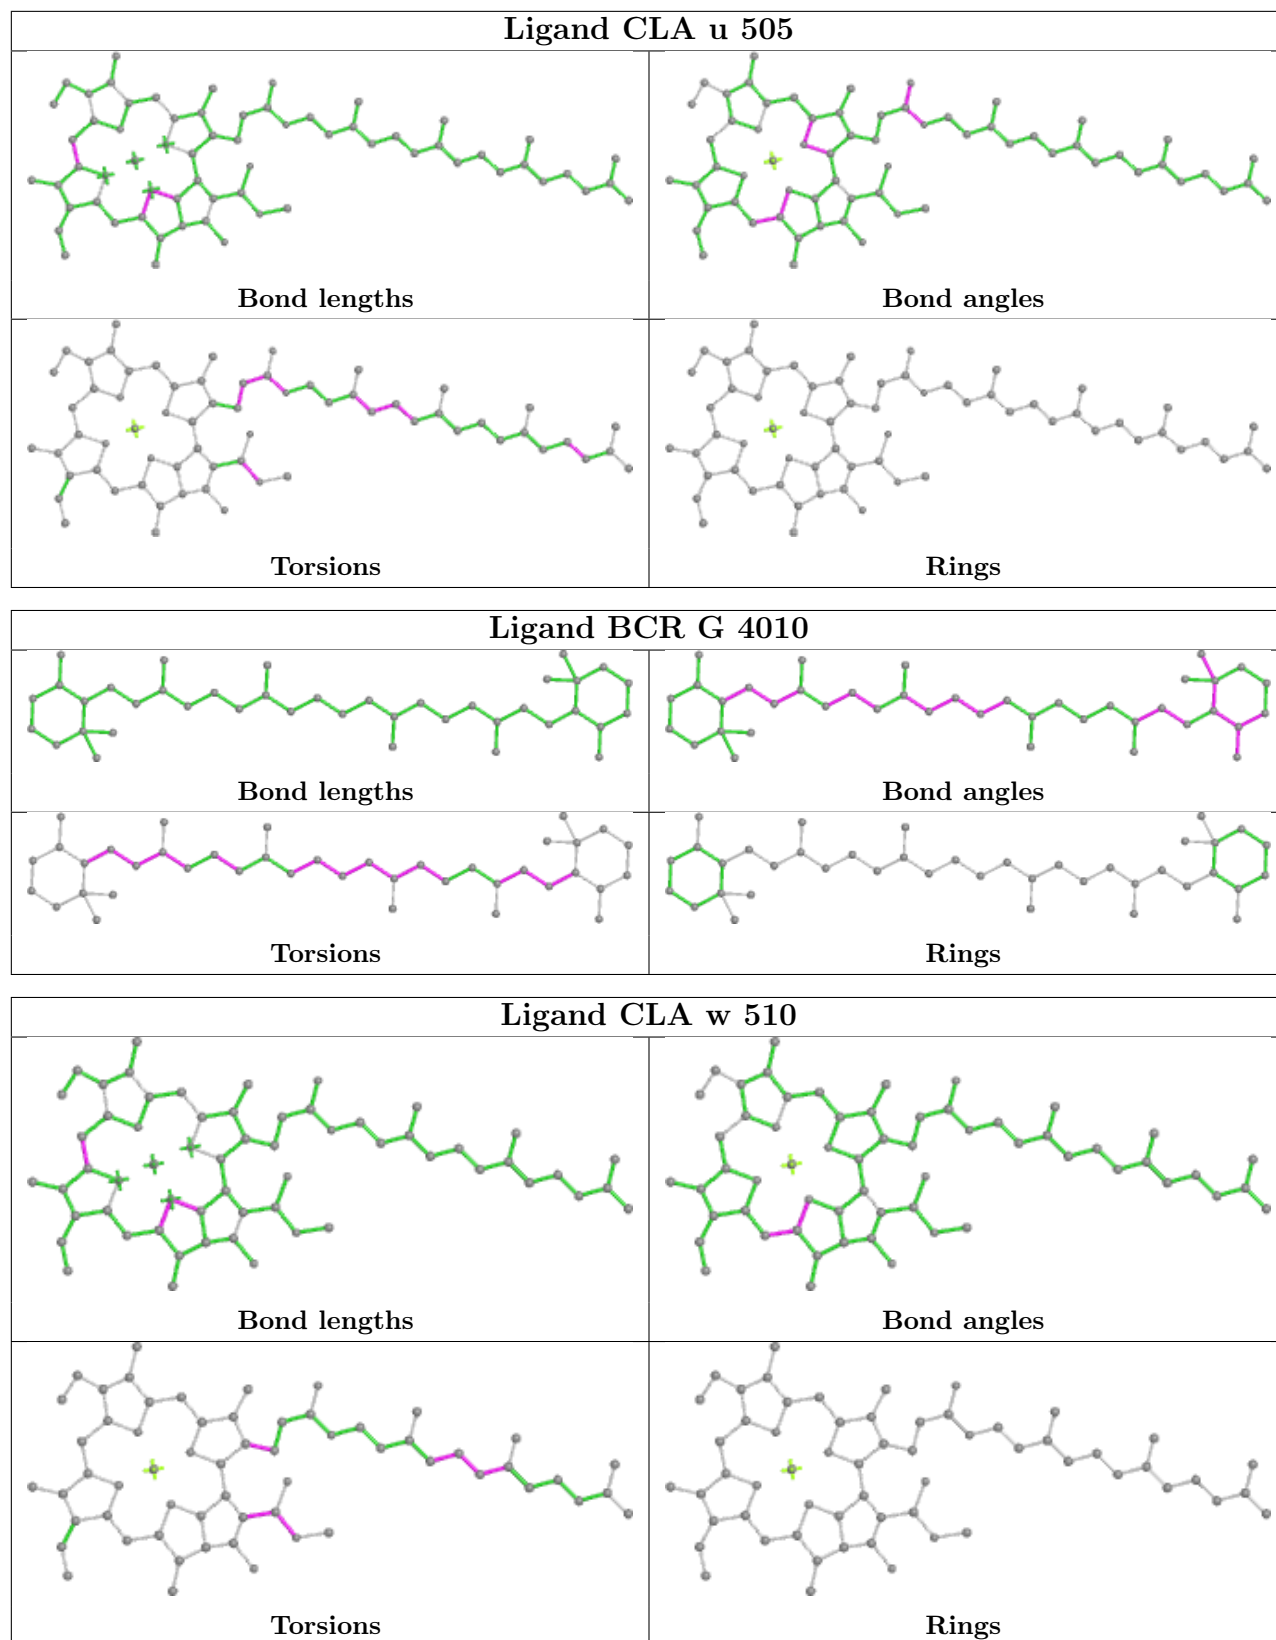 Ligand CLA u 505
Bond lengths
Bond angles
Torsions
Rings
Ligand BCR G 4010
Bond lengths
Bond angles
Torsions
Rings
Ligand CLA w 510
Bond lengths
Bond angles
Torsions
Rings